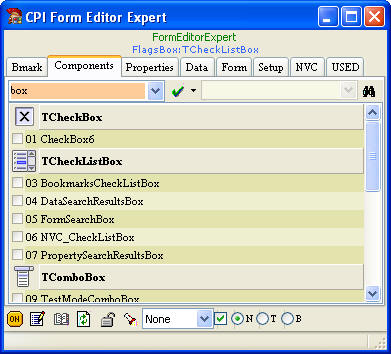 CPI Form Editor Expert
FormEditorExpert
FlagsBox:TCheckListBox
Bmark Components Properties Data Form Setup NVC USED
box
TCheckBox
01 CheckBox6
TCheckListBox
03 BookmarksCheckListBox
04 DataSearchResultsBox
05 FormSearchBox
06 NVC_CheckListBox
07 PropertySearchResultsBox
TComboBox
09 TestModeComboBox
ON None N T B